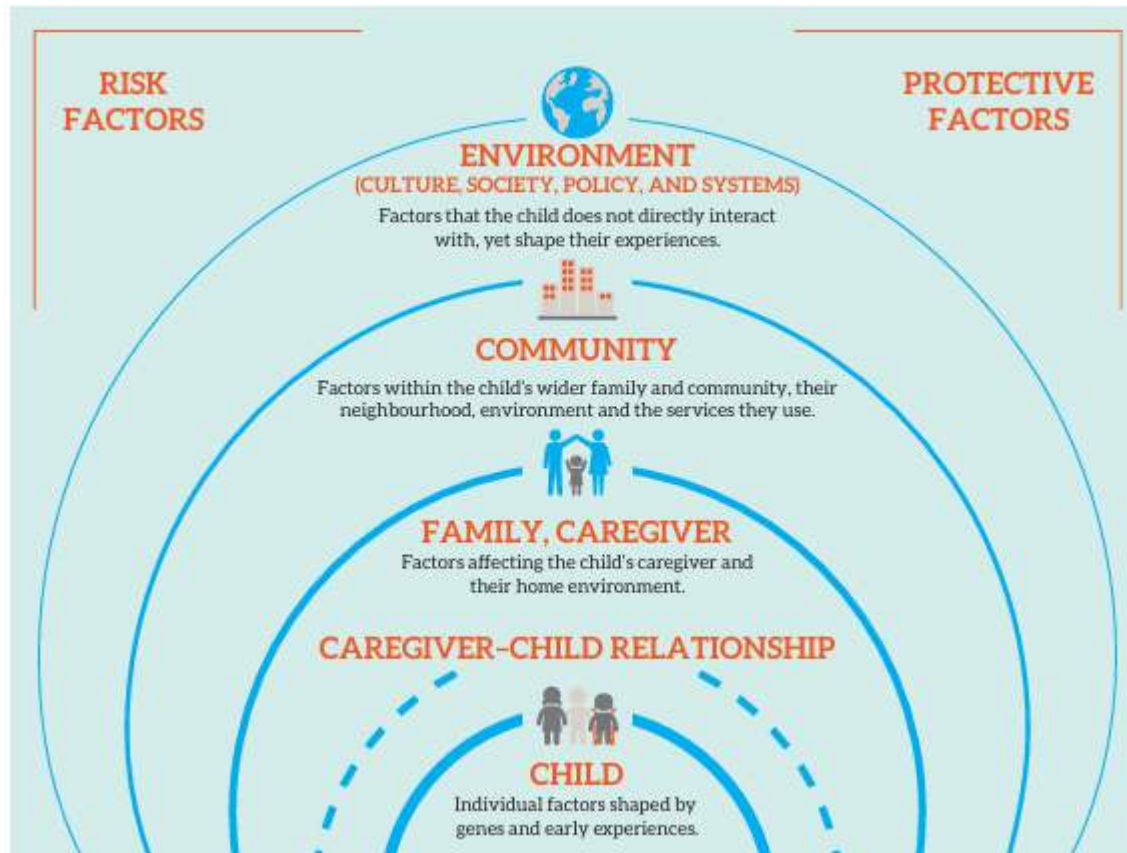 RISK
FACTORS
PROTECTIVE
FACTORS
ENVIRONMENT
(CULTURE, SOCIETY, POLICY, AND SYSTEMS)
Factors that the child does not directly interact
with, yet shape their experiences.
COMMUNITY
Factors within the child's wider family and community, their
neighbourhood, environment and the services they use.
FAMILY, CAREGIVER
Factors affecting the child's caregiver and
their home environment.
CAREGIVER–CHILD RELATIONSHIP
CHILD
Individual factors shaped by
genes and early experiences.